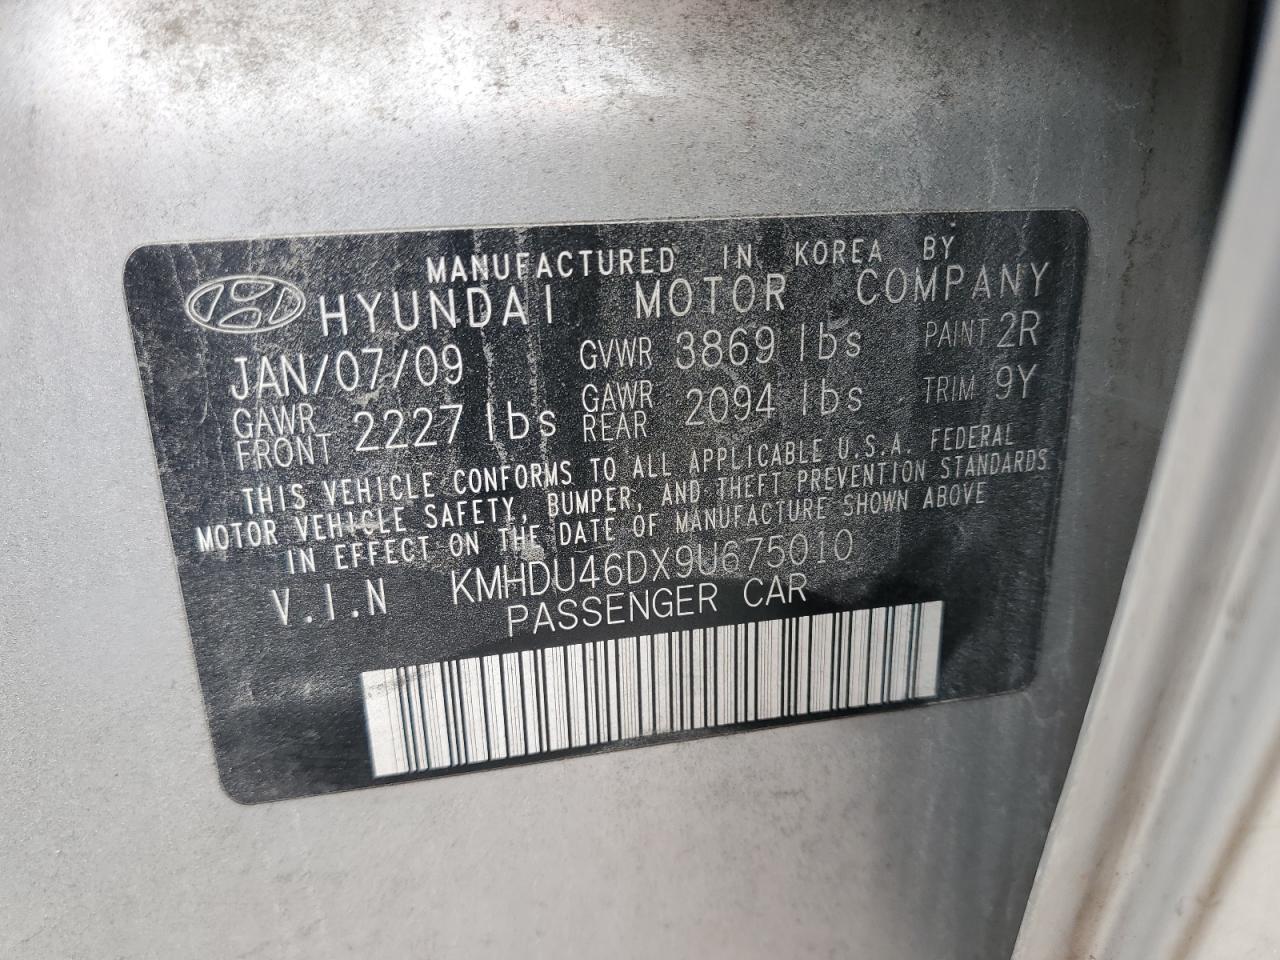 MANUFACTURED IN KOREA BY
HYUNDAI MOTOR COMPANY
JAN/07/09 GVWR 3869 lbs PAINT 2R
GAWR FRONT 2227 lbs GAWR REAR 2094 lbs TRIM 9Y
THIS VEHICLE CONFORMS TO ALL APPLICABLE U.S.A. FEDERAL
MOTOR VEHICLE SAFETY, BUMPER, AND THEFT PREVENTION STANDARDS
IN EFFECT ON THE DATE OF MANUFACTURE SHOWN ABOVE
V.I.N KMHDU46DX9U675010
PASSENGER CAR